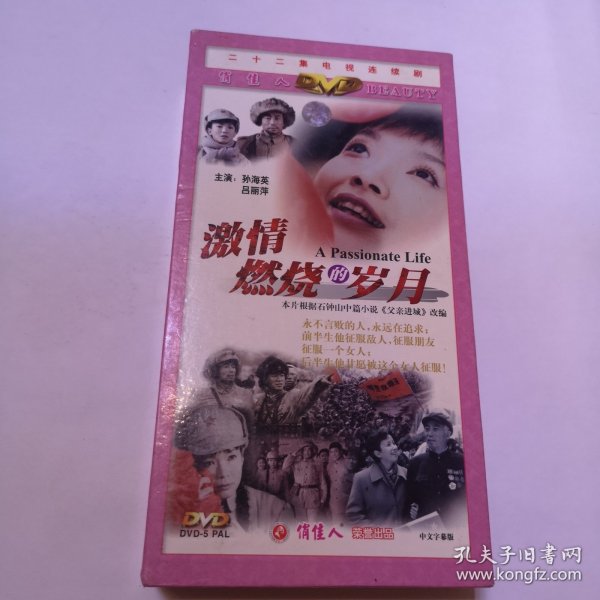 二十二集电视连续剧
俏佳人 DVD BEAUTY
主演：孙海英
吕丽萍
激情
A Passionate Life
燃烧的岁月
本片根据石钟山中篇小说《父亲进城》改编
永不言败的人，永远在追求；
前半生他征服敌人，征服朋友
征服一个女人；
后半生他甘愿被这个女人征服！
DVD
DVD-5 PAL
俏佳人
荣誉出品
中文字幕版
孔夫子旧书网
www.kongfz.com